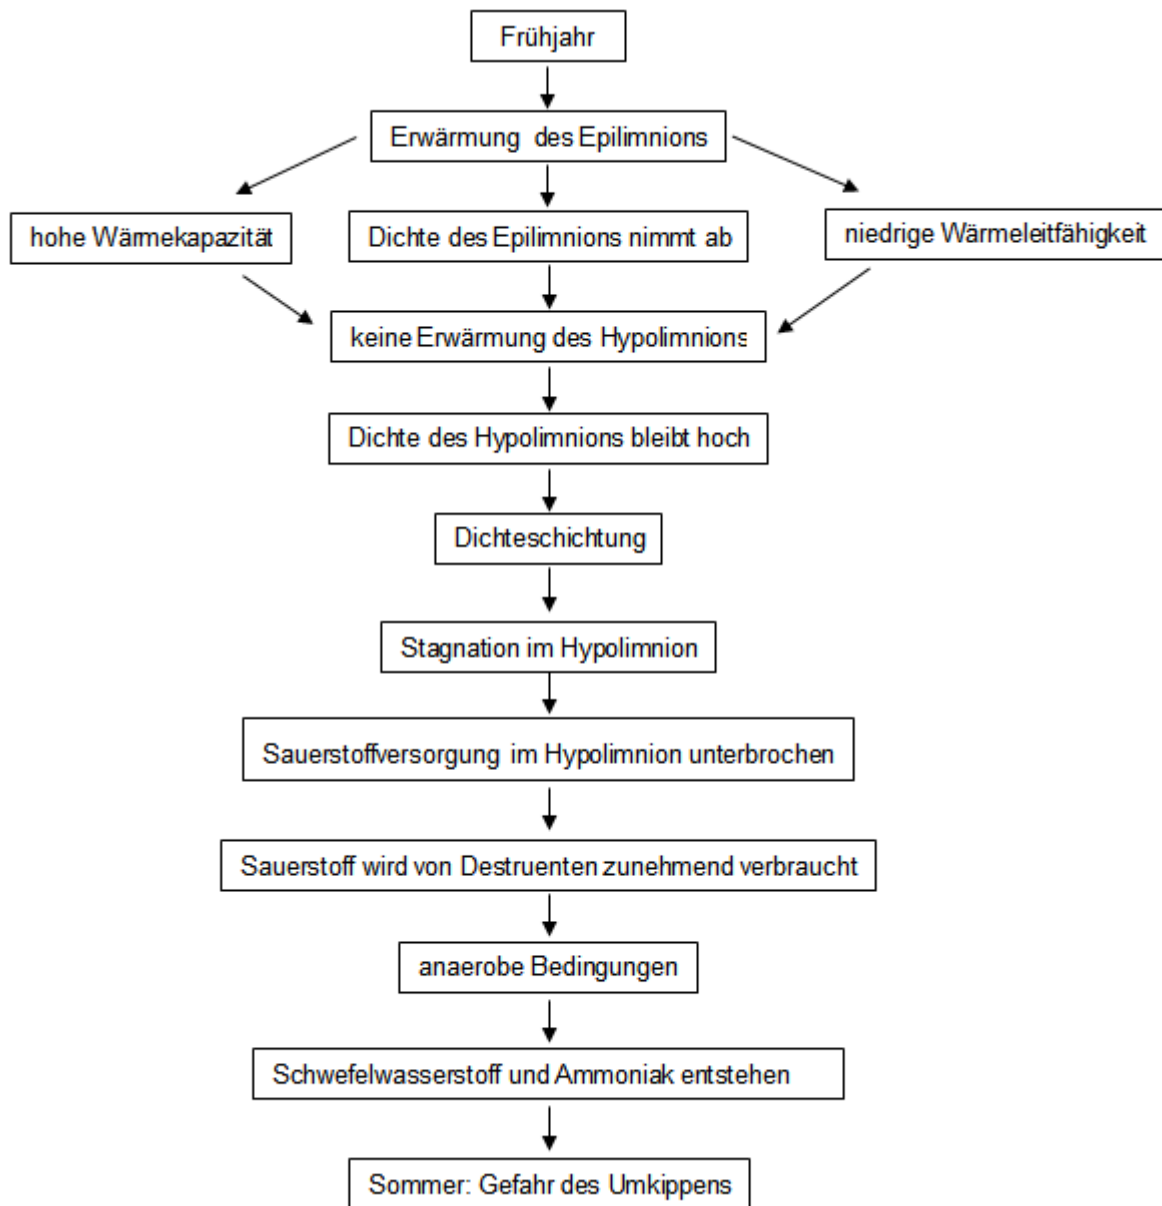 Frühjahr
Erwärmung des Epilimnions
hohe Wärmekapazität
Dichte des Epilimnions nimmt ab
niedrige Wärmeleitfähigkeit
keine Erwärmung des Hypolimnions
Dichte des Hypolimnions bleibt hoch
Dichteschichtung
Stagnation im Hypolimnion
Sauerstoffversorgung im Hypolimnion unterbrochen
Sauerstoff wird von Destruenten zunehmend verbraucht
anaerobe Bedingungen
Schwefelwasserstoff und Ammoniak entstehen
Sommer: Gefahr des Umkippens